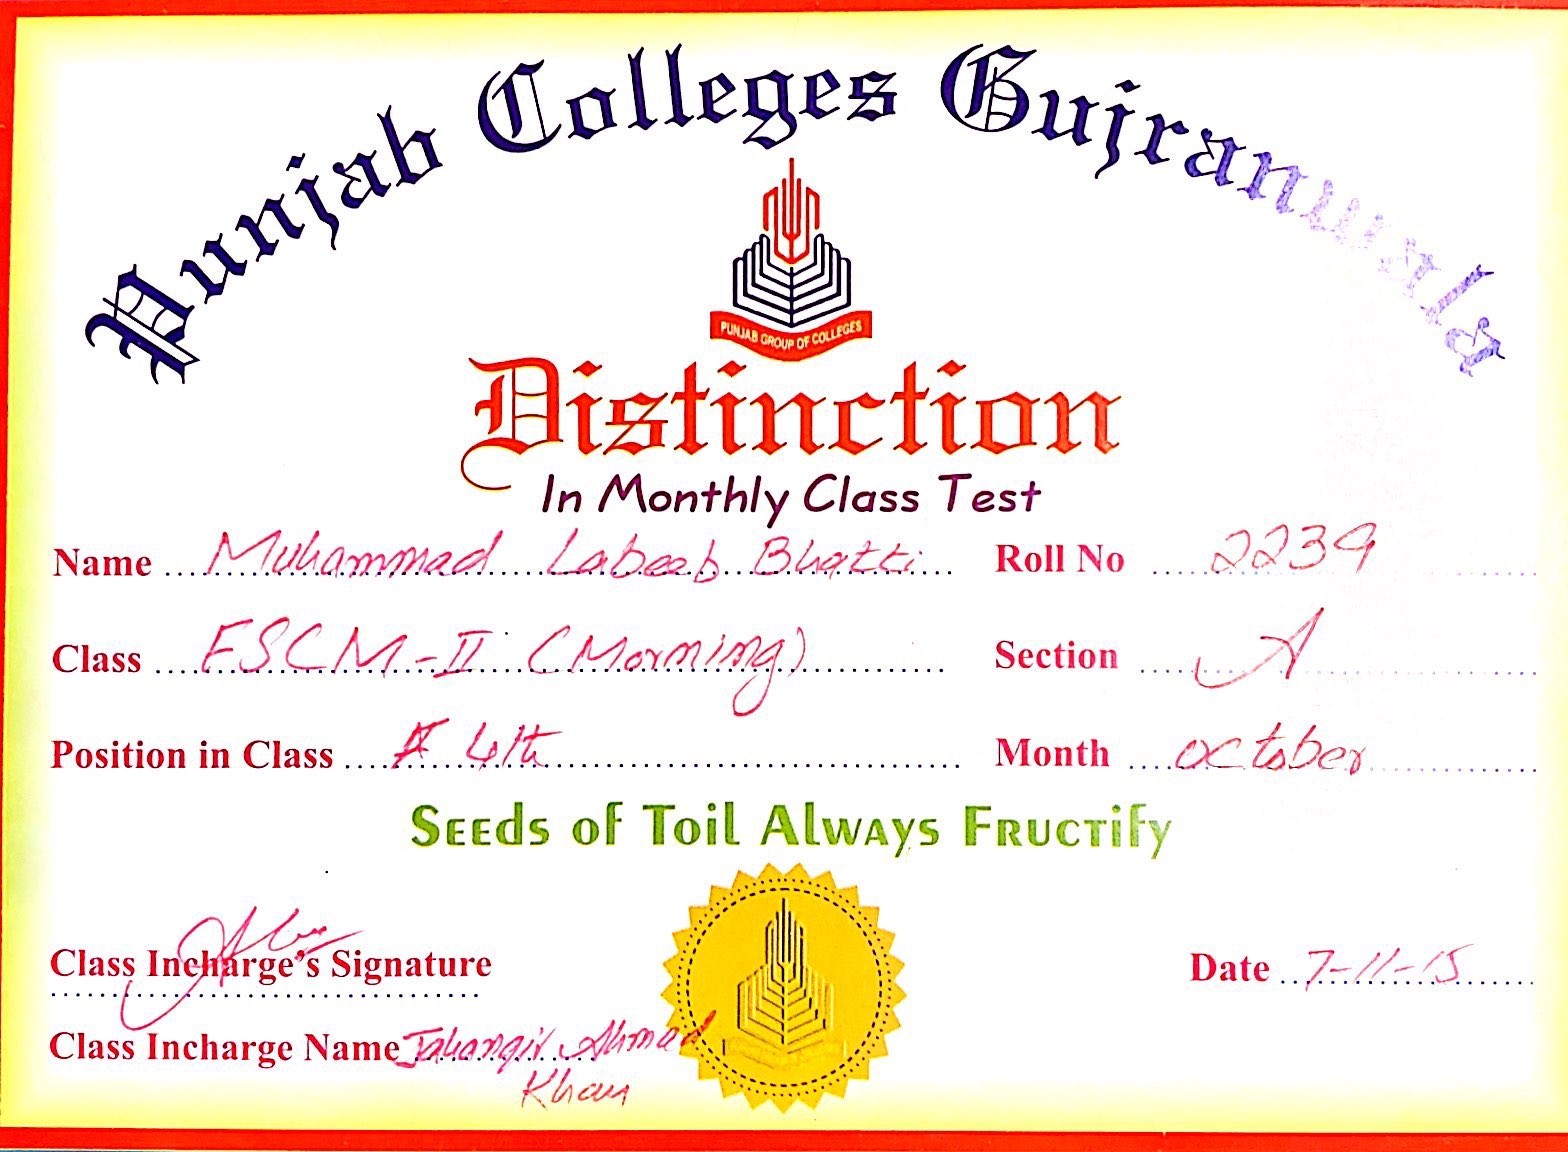 Punjab Colleges Gujranwala
PUNJAB GROUP OF COLLEGES
Distinction
In Monthly Class Test
Name Muhammad Labeeb Bhatti Roll No 2239
Class FSCM-II (Morning) Section A
Position in Class 4th Month October
Seeds of Toil Always Fructify
Class Incharge's Signature Date 7-11-15
Class Incharge Name Jahangir Ahmad
Khan